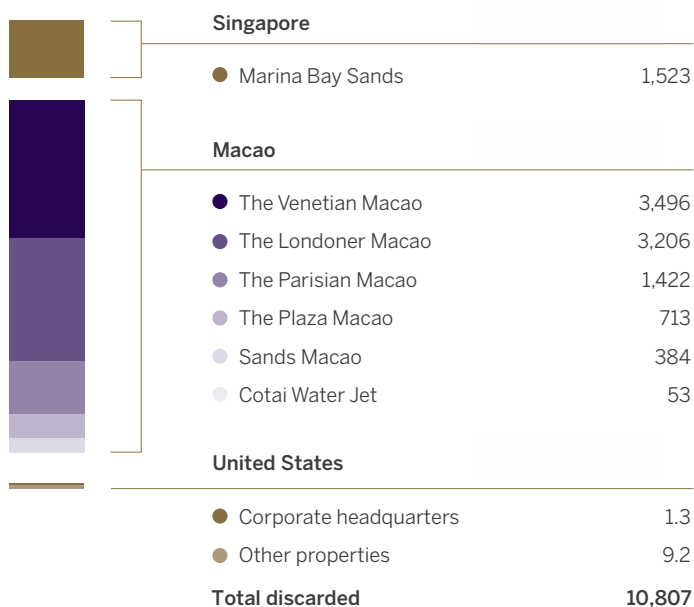 Singapore
Marina Bay Sands 1,523
Macao
The Venetian Macao 3,496
The Londoner Macao 3,206
The Parisian Macao 1,422
The Plaza Macao 713
Sands Macao 384
Cotai Water Jet 53
United States
Corporate headquarters 1.3
Other properties 9.2
Total discarded 10,807